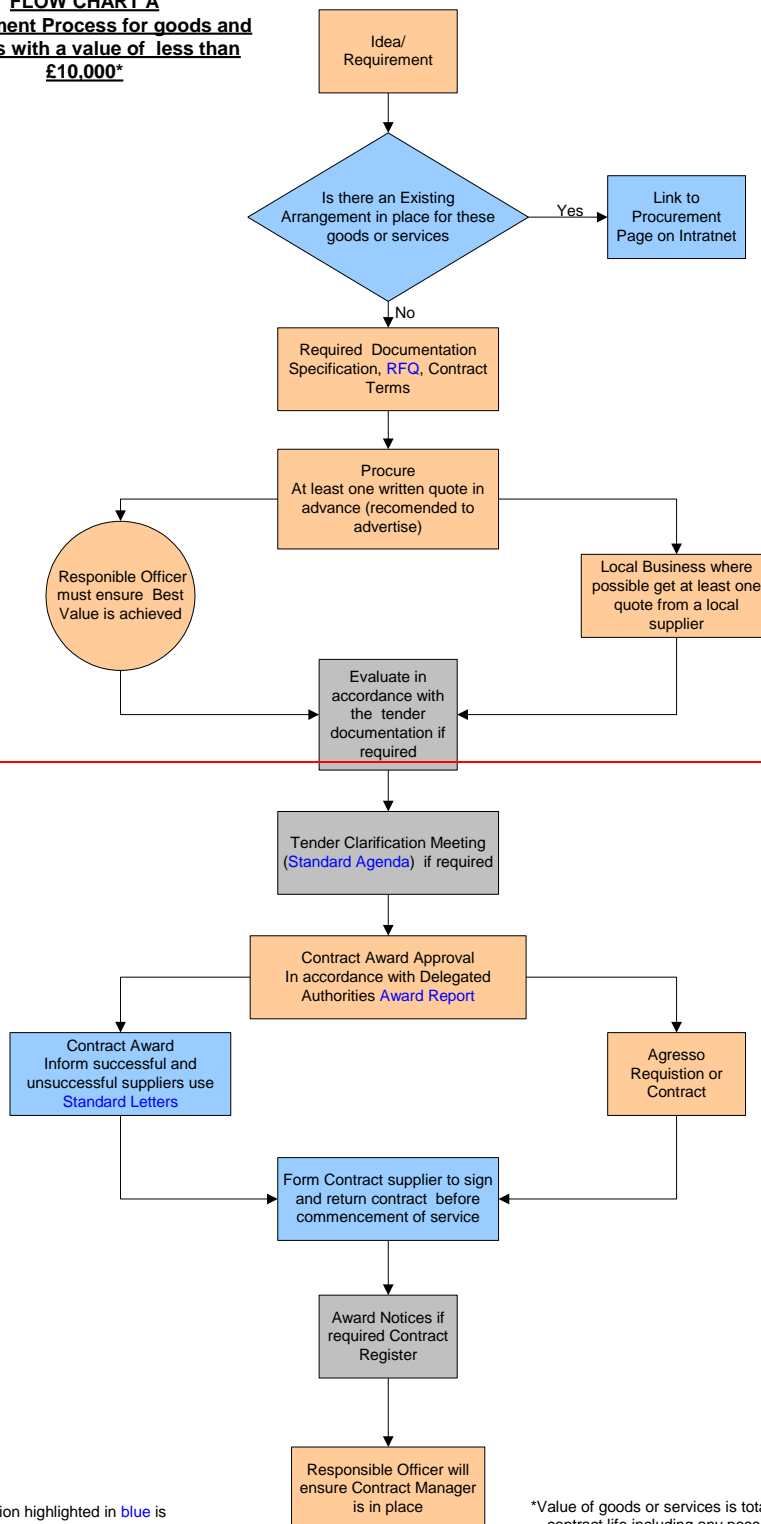 FLOW CHART A
ment Process for goods and
s with a value of less than
£10,000*
Idea/
Requirement
Is there an Existing
Arrangement in place for these
goods or services
Yes
Link to
Procurement
Page on Intratnet
No
Required Documentation
Specification, RFQ, Contract
Terms
Procure
At least one written quote in
advance (recomended to
advertise)
Responible Officer
must ensure Best
Value is achieved
Local Business where
possible get at least one
quote from a local
supplier
Evaluate in
accordance with
the tender
documentation if
required
Tender Clarification Meeting
(Standard Agenda) if required
Contract Award Approval
In accordance with Delegated
Authorities Award Report
Contract Award
Inform successful and
unsuccessful suppliers use
Standard Letters
Agresso
Requistion or
Contract
Form Contract supplier to sign
and return contract before
commencement of service
Award Notices if
required Contract
Register
Responsible Officer will
ensure Contract Manager
is in place
ion highlighted in blue is
*Value of goods or services is tota
contract life including any poss